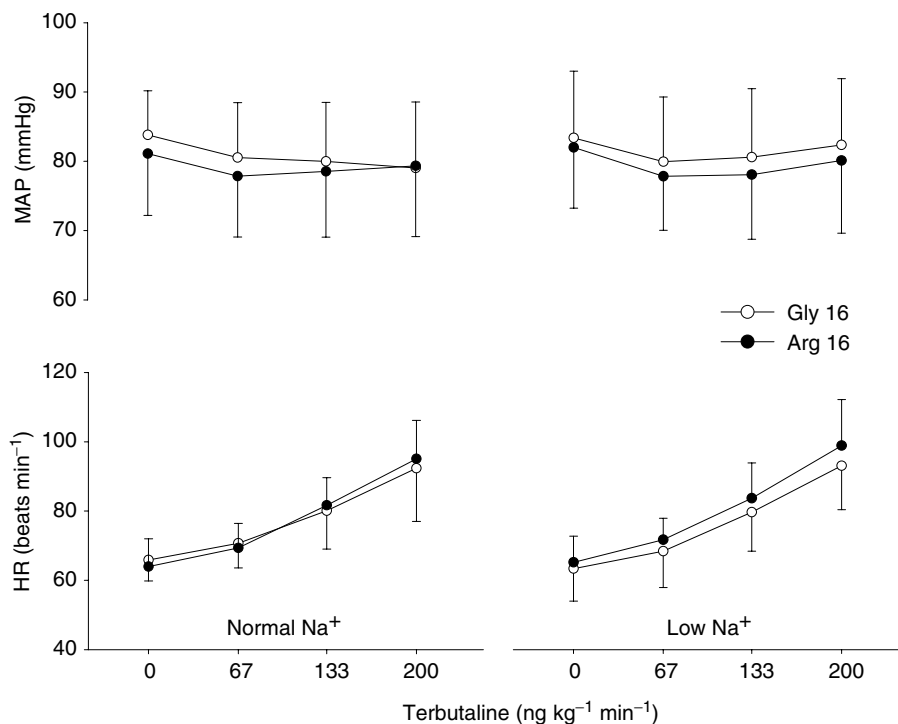 100
90
80
70
60
MAP (mmHg)
Gly 16
Arg 16
120
100
80
60
40
HR (beats min⁻¹)
Normal Na⁺
Low Na⁺
0 67 133 200
0 67 133 200
Terbutaline (ng kg⁻¹ min⁻¹)